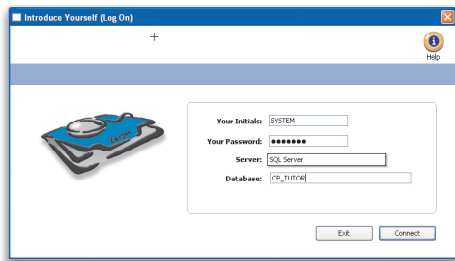 Introduce Yourself (Log On)
Help
Your Initials: SYSTEM
Your Password: •••••••
Server: SQL Server
Database: CP_TUTOR
Exit Connect